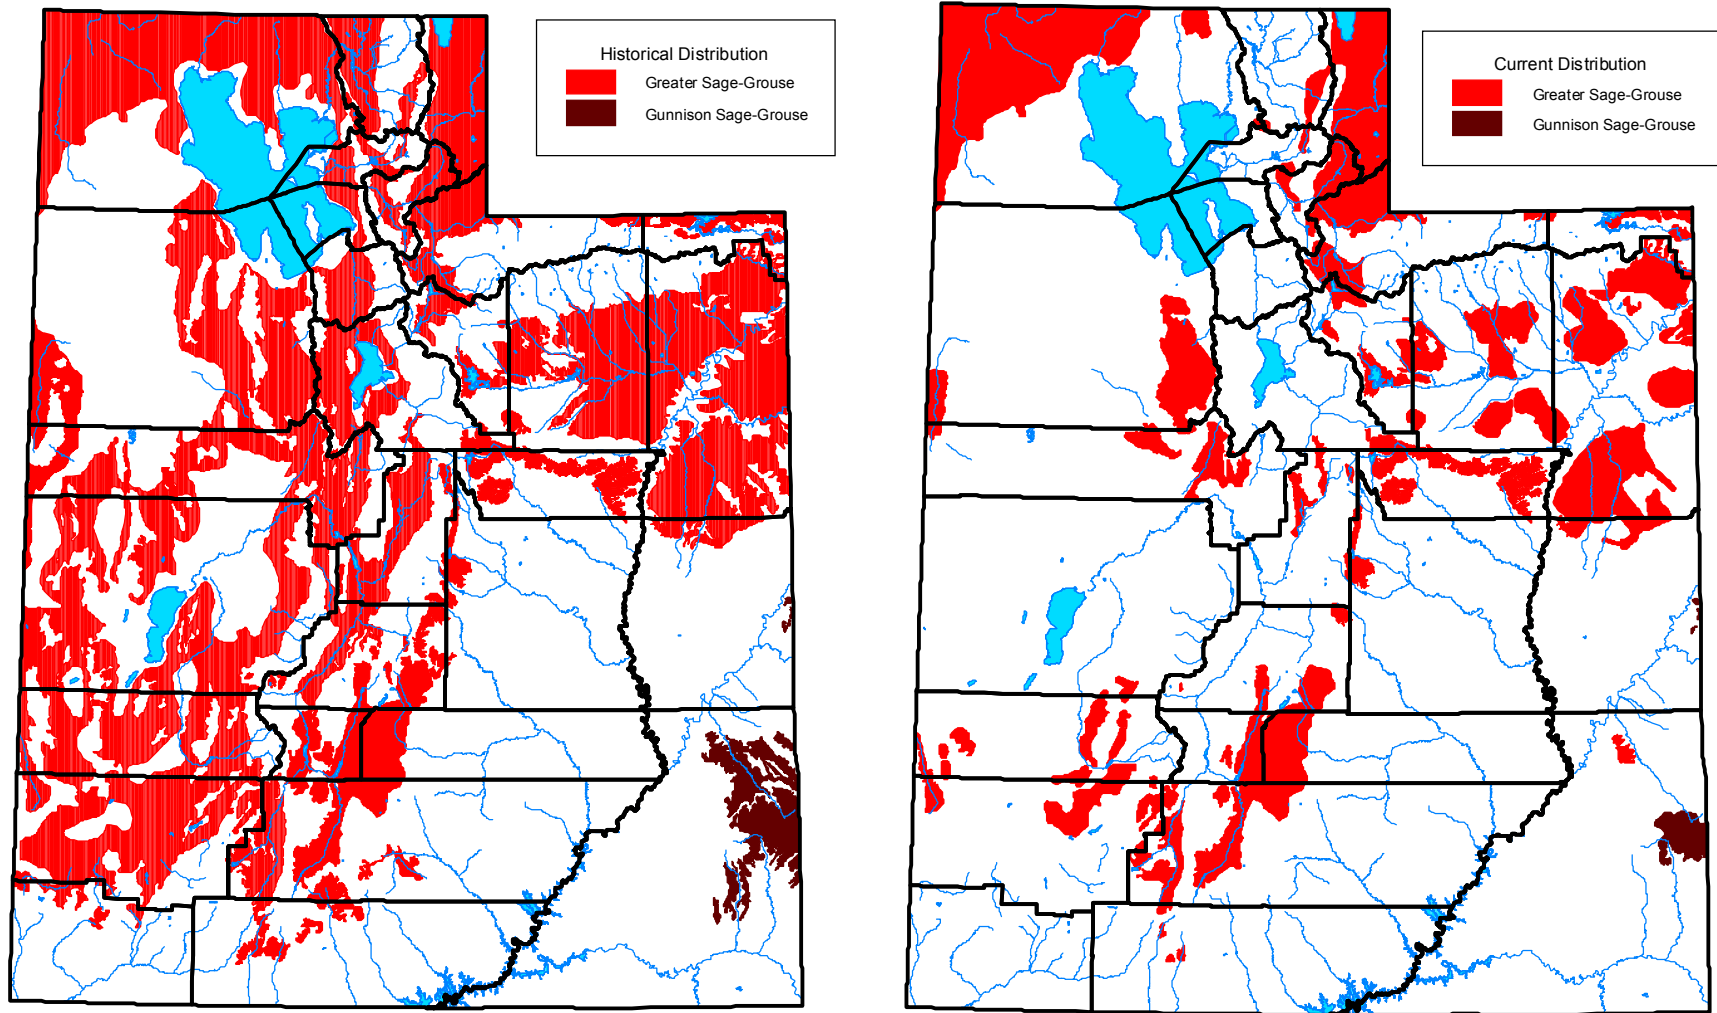 Historical Distribution
Greater Sage-Grouse
Gunnison Sage-Grouse
Current Distribution
Greater Sage-Grouse
Gunnison Sage-Grouse